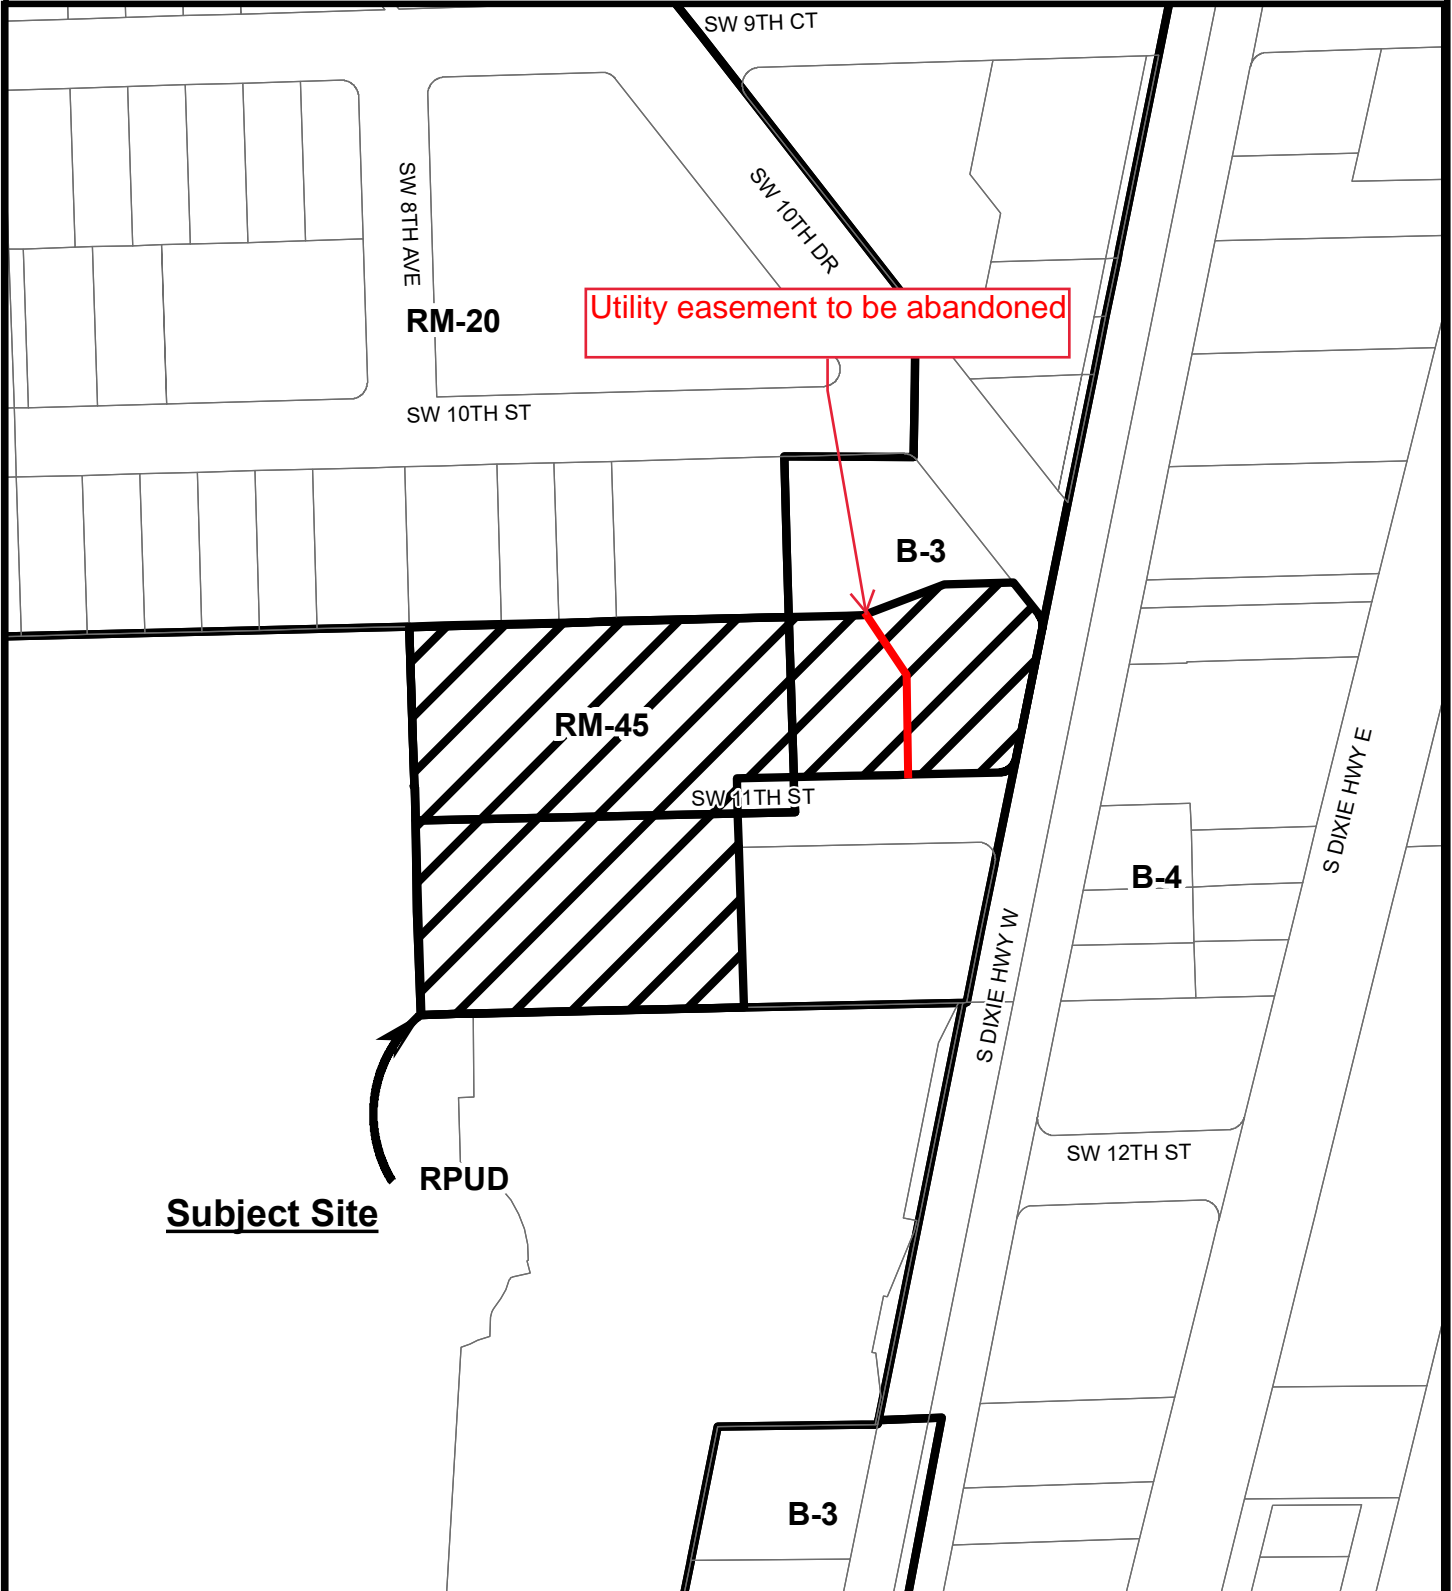 SW 9TH CT
SW 8TH AVE
SW 10TH DR
Utility easement to be abandoned
RM-20
SW 10TH ST
B-3
RM-45
SW 11TH ST
S DIXIE HWY E
B-4
S DIXIE HWY W
SW 12TH ST
RPUD
Subject Site
B-3